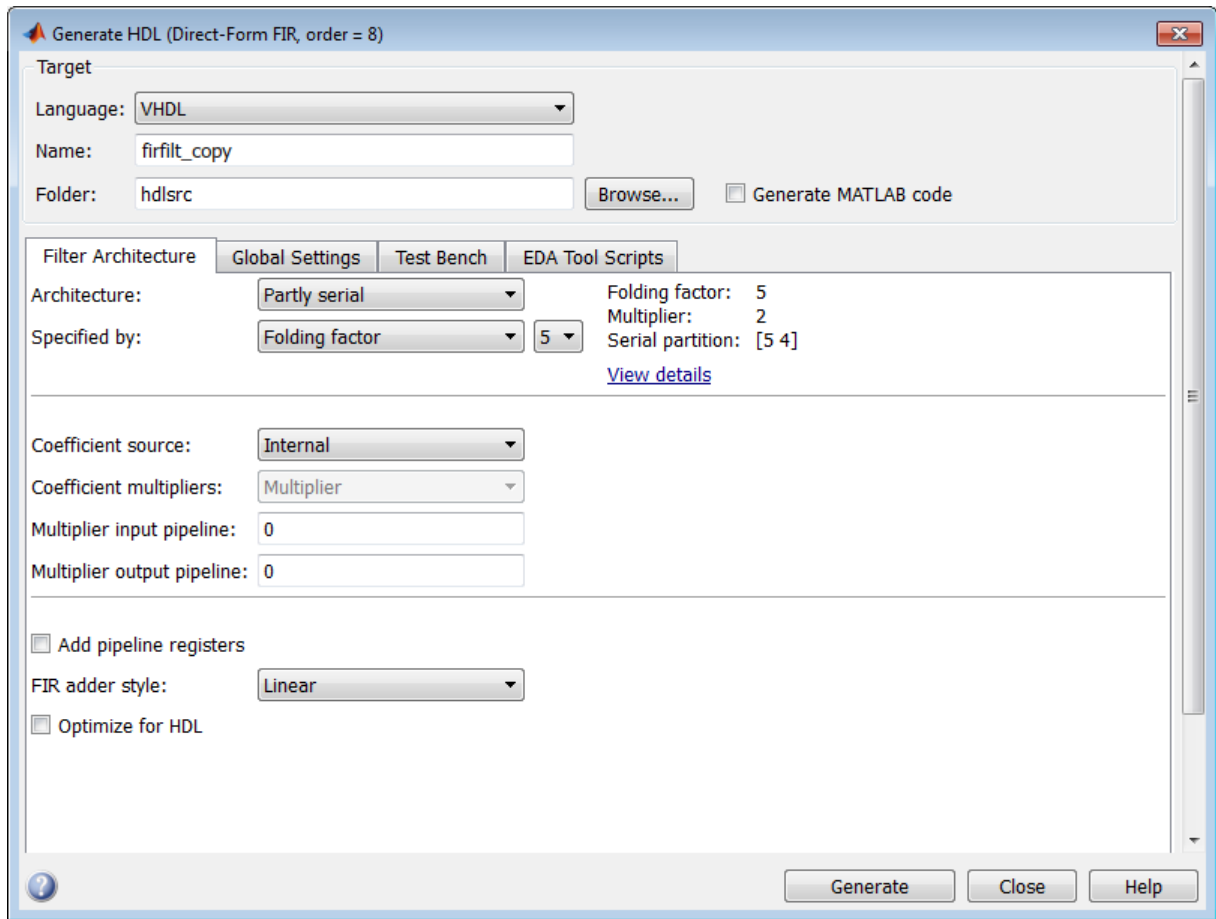 Generate HDL (Direct-Form FIR, order = 8)
Target
Language: VHDL
Name: firfilt_copy
Folder: hdlsrc Browse... Generate MATLAB code
Filter Architecture Global Settings Test Bench EDA Tool Scripts
Architecture: Partly serial Folding factor: 5
Multiplier: 2
Specified by: Folding factor 5 Serial partition: [5 4]
View details
Coefficient source: Internal
Coefficient multipliers: Multiplier
Multiplier input pipeline: 0
Multiplier output pipeline: 0
Add pipeline registers
FIR adder style: Linear
Optimize for HDL
? Generate Close Help